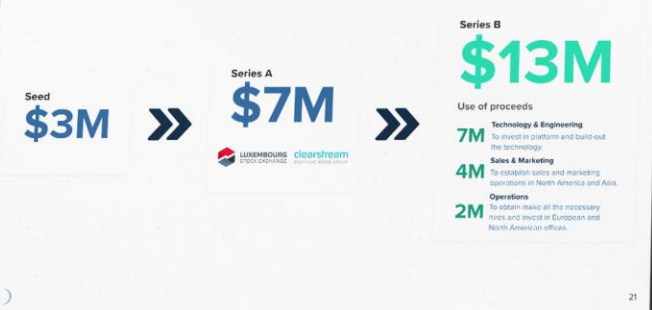 Seed
$3M
Series A
$7M
LUXEMBOURG
STOCK EXCHANGE
clearstream
DEUTSCHE BÖRSE GROUP
Series B
$13M
Use of proceeds
7M
Technology & Engineering
To invest in platform and build-out
the technology.
4M
Sales & Marketing
To establish sales and marketing
operations in North America and Asia.
2M
Operations
To obtain make all the necessary
hires and invest in European and
North American offices.
21